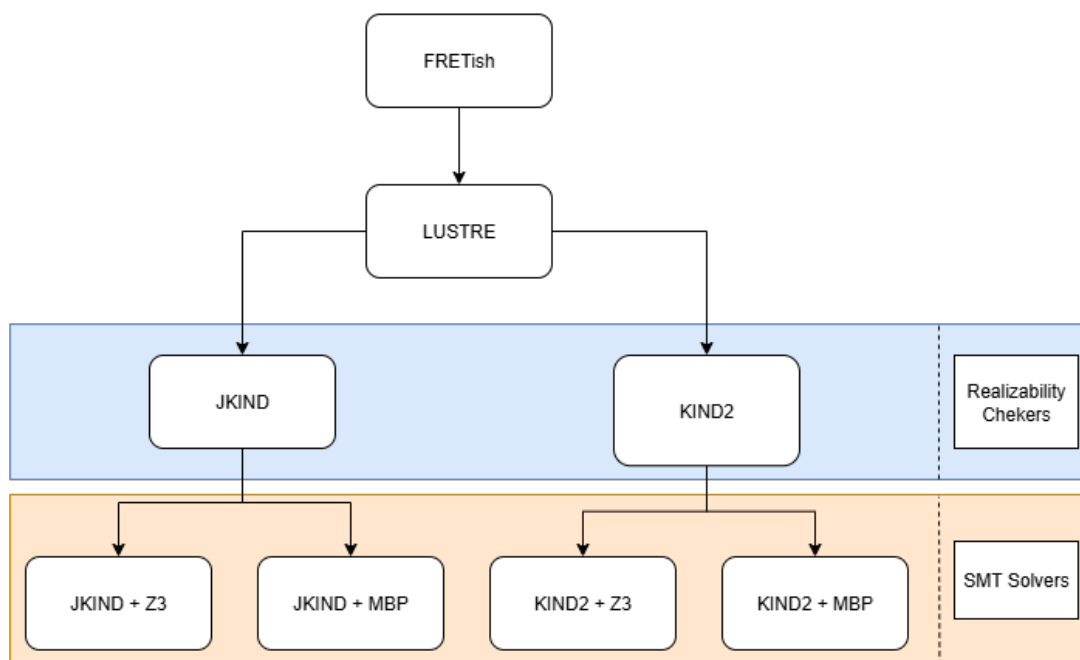 FRETish
LUSTRE
JKIND
KIND2
Realizability
Chekers
JKIND + Z3
JKIND + MBP
KIND2 + Z3
KIND2 + MBP
SMT Solvers